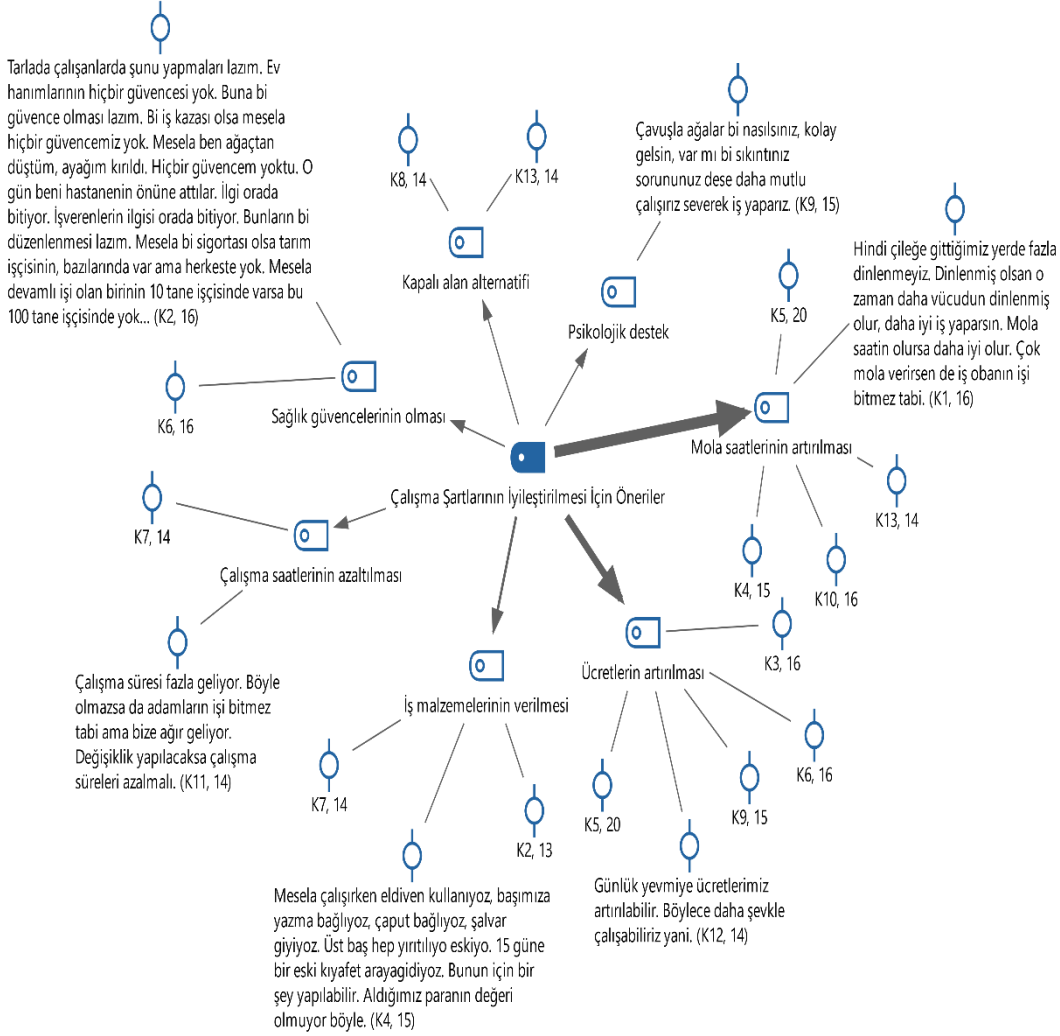 Tarlada çalışanlarda şunu yapmaları lazım. Ev
hanımlarının hiçbir güvencesi yok. Buna bi
güvence olması lazım. Bi iş kazası olsa mesela
hiçbir güvencemiz yok. Mesela ben ağaçtan
düştüm, ayağım kırıldı. Hiçbir güvencem yoktu. O
gün beni hastanenin önüne attılar. İlgi orada
bitiyor. İşverenlerin ilgisi orada bitiyor. Bunların bi
düzenlenmesi lazım. Mesela bi sigortası olsa tarım
işçisinin, bazılarında var ama herkeste yok. Mesela
devamlı işi olan birinin 10 tane işçisinde varsa bu
100 tane işçisinde yok... (K2, 16)
K8, 14
K13, 14
Kapalı alan alternatifi
Çavuşla ağalar bi nasılsınız, kolay
gelsin, var mı bi sıkıntınız
sorununuz dese daha mutlu
çalışırız severek iş yaparız. (K9, 15)
Psikolojik destek
Hindi çileğe gittiğimiz yerde fazla
dinlenmeyiz. Dinlenmiş olsan o
zaman daha vücudun dinlenmiş
olur, daha iyi iş yaparsın. Mola
saatin olursa daha iyi olur. Çok
mola verirsen de iş obanın işi
bitmez tabi. (K1, 16)
K5, 20
K6, 16
Sağlık güvencelerinin olması
Mola saatlerinin artırılması
Çalışma Şartlarının İyileştirilmesi İçin Öneriler
K13, 14
K7, 14
K4, 15
K10, 16
Çalışma saatlerinin azaltılması
K3, 16
Çalışma süresi fazla geliyor. Böyle
olmazsa da adamların işi bitmez
tabi ama bize ağır geliyor.
Değişiklik yapılacaksa çalışma
süreleri azalmalı. (K11, 14)
Ücretlerin artırılması
İş malzemelerinin verilmesi
K6, 16
K7, 14
K2, 13
K5, 20
K9, 15
Mesela çalışırken eldiven kullanıyoz, başımıza
yazma bağlıyoz, çaput bağlıyoz, şalvar
giyiyoz. Üst baş hep yırıtılıyo eskiyo. 15 güne
bir eski kıyafet arayagidiyoz. Bunun için bir
şey yapılabilir. Aldığımız paranın değeri
olmuyor böyle. (K4, 15)
Günlük yevmiye ücretlerimiz
artırılabilir. Böylece daha şevkle
çalışabiliriz yani. (K12, 14)